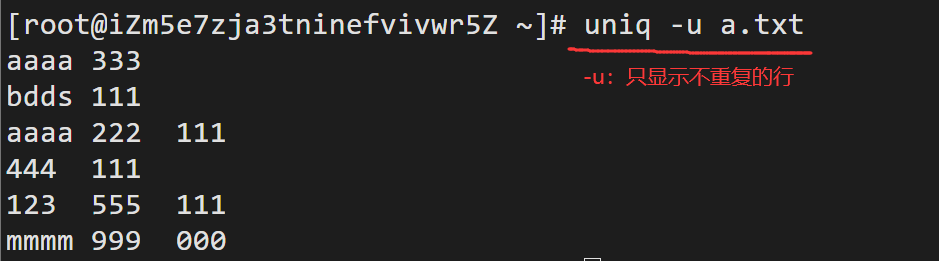 [root@iZm5e7zja3tninefvivwr5Z ~]# uniq -u a.txt
-u：只显示不重复的行
aaaa 333
bdds 111
aaaa 222  111
444  111
123  555  111
mmmm 999  000